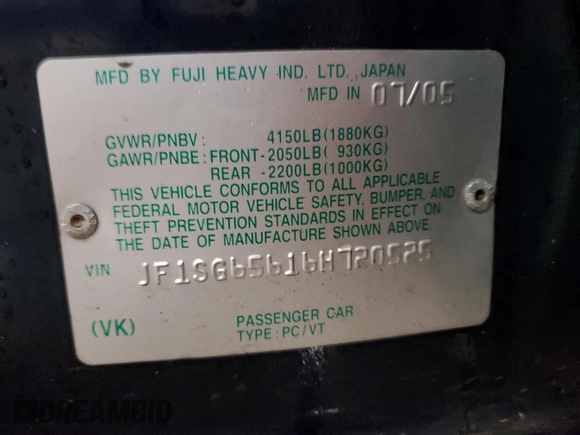 MFD BY FUJI HEAVY IND. LTD., JAPAN
MFD IN 07/05
GVWR/PNBV: 4150LB(1880KG)
GAWR/PNBE: FRONT-2050LB( 930KG)
REAR -2200LB(1000KG)
THIS VEHICLE CONFORMS TO ALL APPLICABLE
FEDERAL MOTOR VEHICLE SAFETY, BUMPER, AND
THEFT PREVENTION STANDARDS IN EFFECT ON
THE DATE OF MANUFACTURE SHOWN ABOVE.
VIN JF1SG65616H720525
(VK) PASSENGER CAR
TYPE: PC/VT
DREAMBID